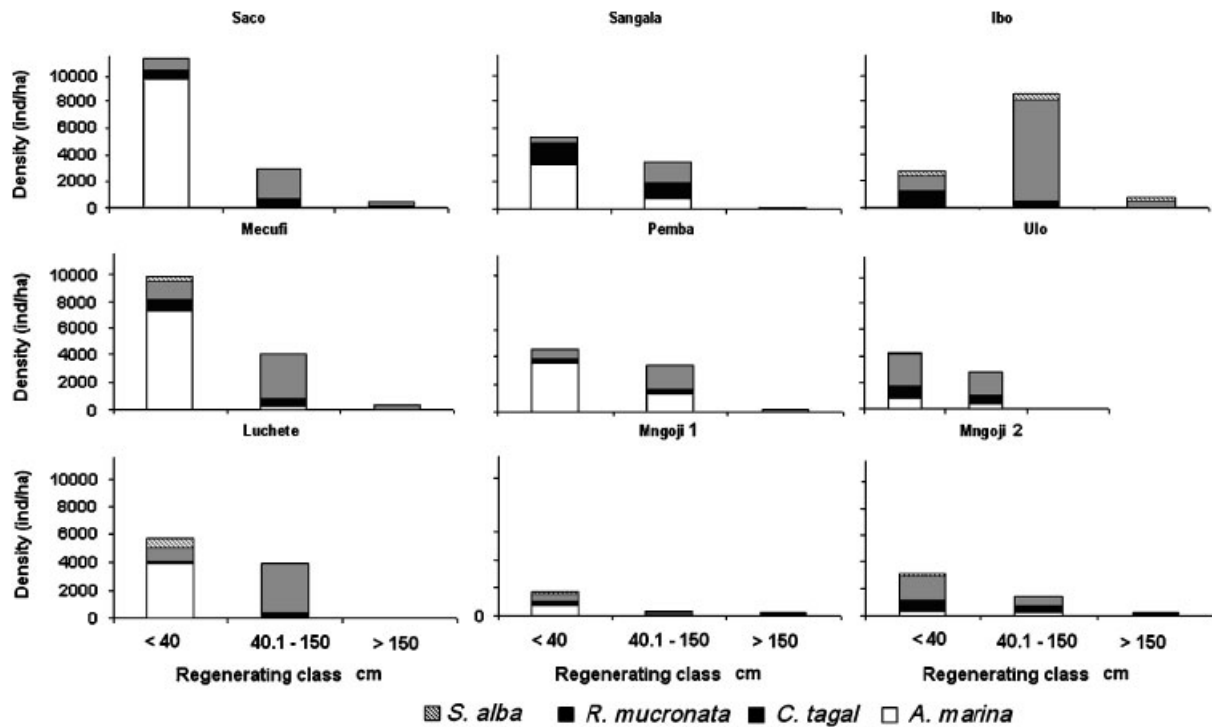 Saco Sangala Ibo
Density (ind/ha)
10000
8000
6000
4000
2000
0
Mecufi Pemba Ulo
Density (ind/ha)
10000
8000
6000
4000
2000
0
Luchete Mngoji 1 Mngoji 2
Density (ind/ha)
10000
8000
6000
4000
2000
0 0
< 40 40.1 - 150 > 150 < 40 40.1 - 150 > 150 < 40 40.1 - 150 > 150
Regenerating class cm Regenerating class cm Regenerating class cm
S. alba R. mucronata C. tagal A. marina